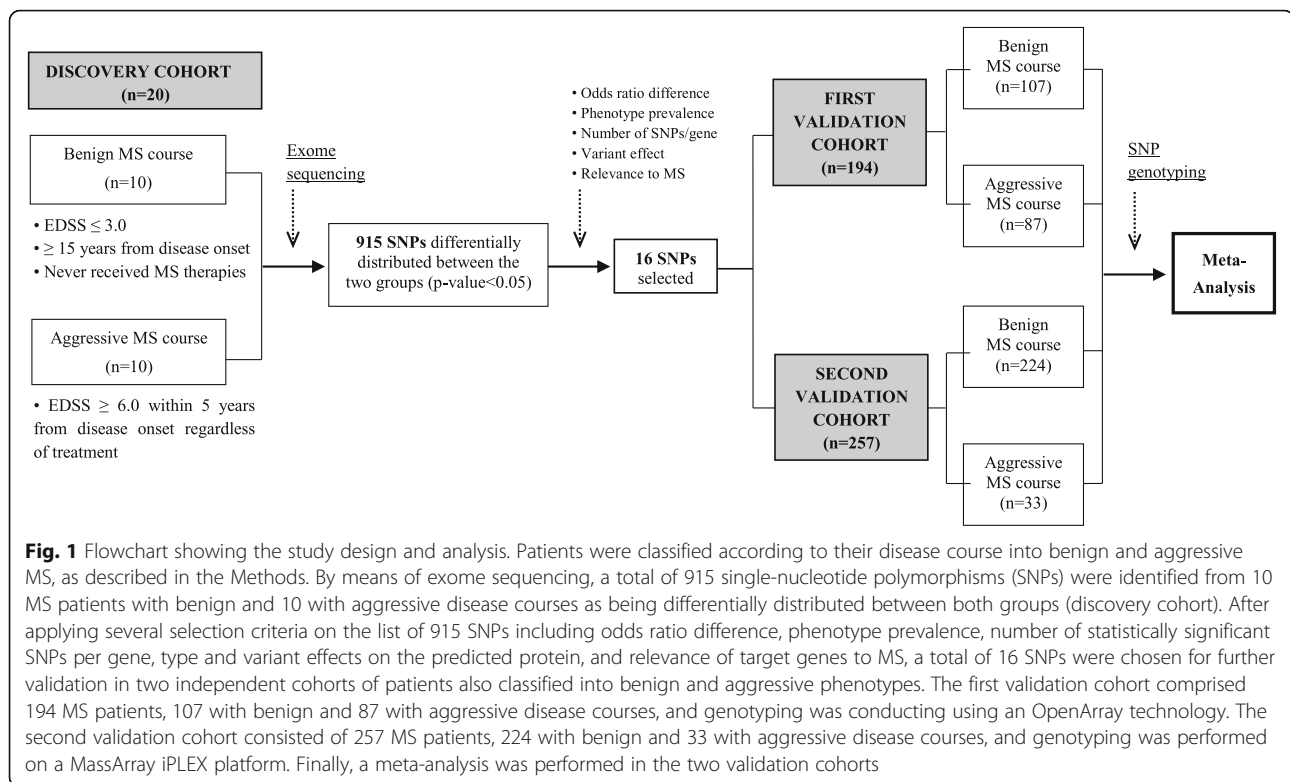 DISCOVERY COHORT
(n=20)
Benign MS course
(n=10)
• EDSS ≤ 3.0
• ≥ 15 years from disease onset
• Never received MS therapies
Aggressive MS course
(n=10)
• EDSS ≥ 6.0 within 5 years
from disease onset regardless
of treatment
Exome
sequencing
915 SNPs differentially
distributed between the
two groups (p-value<0.05)
• Odds ratio difference
• Phenotype prevalence
• Number of SNPs/gene
• Variant effect
• Relevance to MS
16 SNPs
selected
FIRST
VALIDATION
COHORT
(n=194)
Benign
MS course
(n=107)
Aggressive
MS course
(n=87)
SECOND
VALIDATION
COHORT
(n=257)
Benign
MS course
(n=224)
Aggressive
MS course
(n=33)
SNP
genotyping
Meta-
Analysis
Fig. 1 Flowchart showing the study design and analysis. Patients were classified according to their disease course into benign and aggressive
MS, as described in the Methods. By means of exome sequencing, a total of 915 single-nucleotide polymorphisms (SNPs) were identified from 10
MS patients with benign and 10 with aggressive disease courses as being differentially distributed between both groups (discovery cohort). After
applying several selection criteria on the list of 915 SNPs including odds ratio difference, phenotype prevalence, number of statistically significant
SNPs per gene, type and variant effects on the predicted protein, and relevance of target genes to MS, a total of 16 SNPs were chosen for further
validation in two independent cohorts of patients also classified into benign and aggressive phenotypes. The first validation cohort comprised
194 MS patients, 107 with benign and 87 with aggressive disease courses, and genotyping was conducting using an OpenArray technology. The
second validation cohort consisted of 257 MS patients, 224 with benign and 33 with aggressive disease courses, and genotyping was performed
on a MassArray iPLEX platform. Finally, a meta-analysis was performed in the two validation cohorts